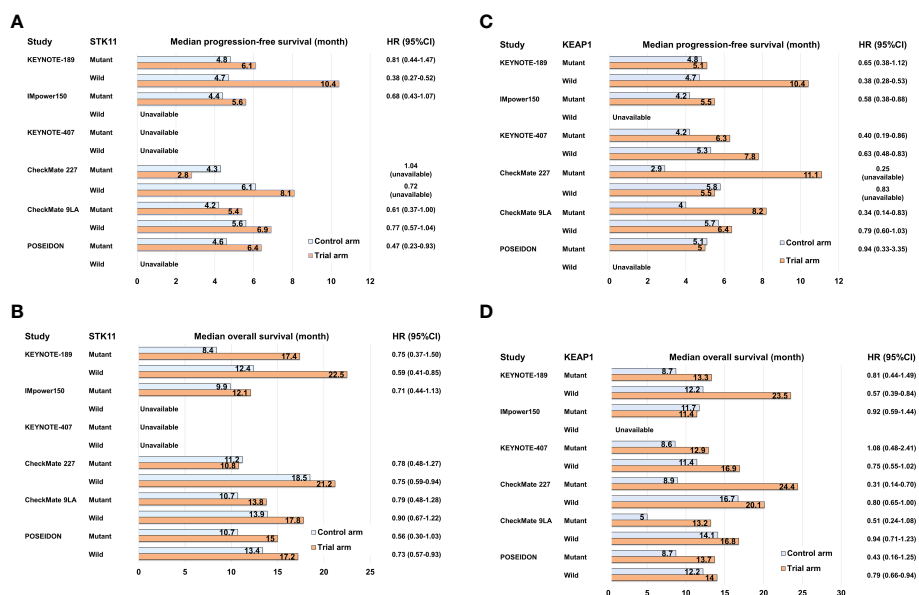 A
Study STK11 Median progression-free survival (month) HR (95%CI)
KEYNOTE-189 Mutant 4.8 0.81 (0.44-1.47)
6.1
Wild 4.7 0.38 (0.27-0.52)
10.4
IMpower150 Mutant 4.4 0.68 (0.43-1.07)
5.6
Wild Unavailable
KEYNOTE-407 Mutant Unavailable
Wild Unavailable
CheckMate 227 Mutant 4.3 1.04
2.8 (unavailable)
Wild 6.1 0.72
8.1 (unavailable)
CheckMate 9LA Mutant 4.2 0.61 (0.37-1.00)
5.4
Wild 5.6 0.77 (0.57-1.04)
6.9
POSEIDON Mutant 4.6 0.47 (0.23-0.93)
6.4
Wild Unavailable
Control arm
Trial arm
0 2 4 6 8 10 12
B
Study STK11 Median overall survival (month) HR (95%CI)
KEYNOTE-189 Mutant 8.4 0.75 (0.37-1.50)
17.4
Wild 12.4 0.59 (0.41-0.85)
22.5
IMpower150 Mutant 9.9 0.71 (0.44-1.13)
12.1
Wild Unavailable
KEYNOTE-407 Mutant Unavailable
Wild Unavailable
CheckMate 227 Mutant 11.2 0.78 (0.48-1.27)
10.8
Wild 18.5 0.75 (0.59-0.94)
21.2
CheckMate 9LA Mutant 10.7 0.79 (0.48-1.28)
13.8
Wild 13.9 0.90 (0.67-1.22)
17.8
POSEIDON Mutant 10.7 0.56 (0.30-1.03)
15
Wild 13.4 0.73 (0.57-0.93)
17.2
Control arm
Trial arm
0 5 10 15 20 25
C
Study KEAP1 Median progression-free survival (month) HR (95%CI)
KEYNOTE-189 Mutant 4.8 0.65 (0.38-1.12)
5.1
Wild 4.7 0.38 (0.28-0.53)
10.4
IMpower150 Mutant 4.2 0.58 (0.38-0.88)
5.5
Wild Unavailable
KEYNOTE-407 Mutant 4.2 0.40 (0.19-0.86)
6.3
Wild 5.3 0.63 (0.48-0.83)
7.8
CheckMate 227 Mutant 2.9 0.25
11.1 (unavailable)
Wild 5.8 0.83
5.5 (unavailable)
CheckMate 9LA Mutant 4 0.34 (0.14-0.83)
8.2
Wild 5.7 0.79 (0.60-1.03)
6.4
POSEIDON Mutant 5.1 0.94 (0.33-3.35)
5
Wild Unavailable
Control arm
Trial arm
0 2 4 6 8 10 12
D
Study KEAP1 Median overall survival (month) HR (95%CI)
KEYNOTE-189 Mutant 8.7 0.81 (0.44-1.49)
13.3
Wild 12.2 0.57 (0.39-0.84)
23.5
IMpower150 Mutant 11.7 0.92 (0.59-1.44)
11.4
Wild Unavailable
KEYNOTE-407 Mutant 8.6 1.08 (0.48-2.41)
12.9
Wild 11.4 0.75 (0.55-1.02)
16.9
CheckMate 227 Mutant 8.9 0.31 (0.14-0.70)
24.4
Wild 16.7 0.80 (0.65-1.00)
20.1
CheckMate 9LA Mutant 5 0.51 (0.24-1.08)
13.2
Wild 14.1 0.94 (0.71-1.23)
16.8
POSEIDON Mutant 8.7 0.43 (0.16-1.25)
13.7
Wild 12.2 0.79 (0.66-0.94)
14
Control arm
Trial arm
0 5 10 15 20 25 30